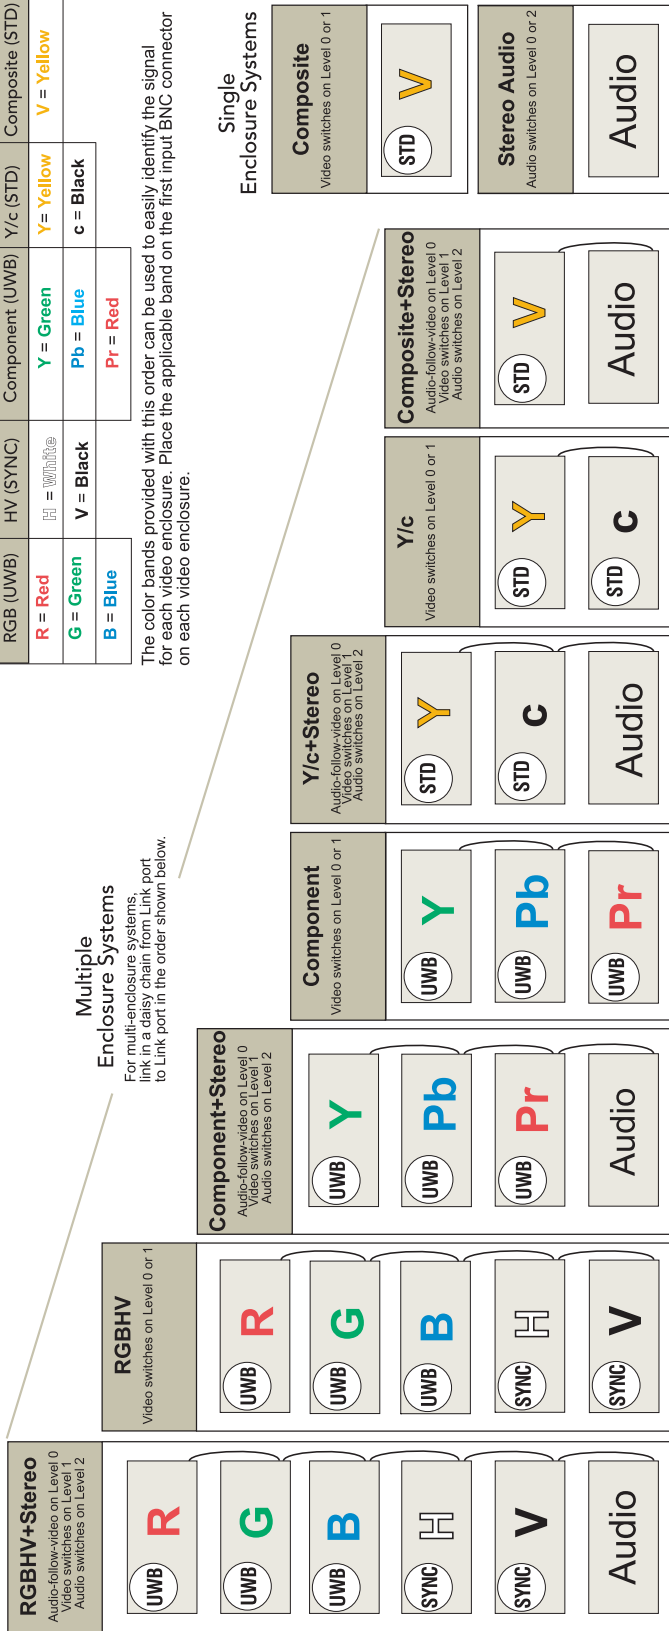 RGB (UWB)
HV (SYNC)
Component (UWB)
Y/c (STD)
Composite (STD)
R = Red
H = White
Y = Green
Y= Yellow
V = Yellow
G = Green
V = Black
Pb = Blue
c = Black
B = Blue
Pr = Red
The color bands provided with this order can be used to easily identify the signal
for each video enclosure. Place the applicable band on the first input BNC connector
on each video enclosure.
Multiple
Enclosure Systems
For multi-enclosure systems,
link in a daisy chain from Link port
to Link port in the order shown below.
Single
Enclosure Systems
RGBHV+Stereo
Audio-follow-video on Level 0
Video switches on Level 1
Audio switches on Level 2
UWB R
UWB G
UWB B
SYNC H
SYNC V
Audio
RGBHV
Video switches on Level 0 or 1
UWB R
UWB G
UWB B
SYNC H
SYNC V
Component+Stereo
Audio-follow-video on Level 0
Video switches on Level 1
Audio switches on Level 2
UWB Y
UWB Pb
UWB Pr
Audio
Component
Video switches on Level 0 or 1
UWB Y
UWB Pb
UWB Pr
Y/c+Stereo
Audio-follow-video on Level 0
Video switches on Level 1
Audio switches on Level 2
STD Y
STD c
Audio
Y/c
Video switches on Level 0 or 1
STD Y
STD c
Composite+Stereo
Audio-follow-video on Level 0
Video switches on Level 1
Audio switches on Level 2
STD V
Audio
Composite
Video switches on Level 0 or 1
STD V
Stereo Audio
Audio switches on Level 0 or 2
Audio